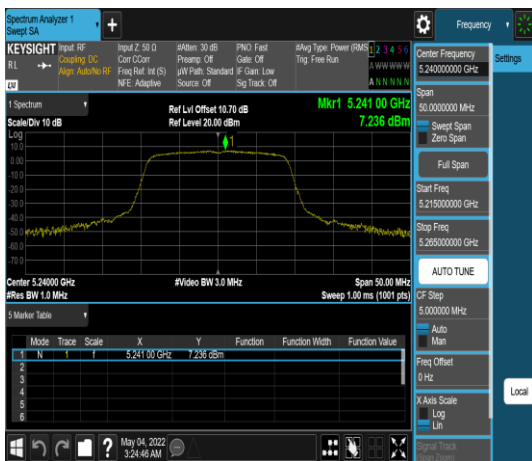 Spectrum Analyzer 1
Swept SA
+
Frequency
KEYSIGHT
RL
Input: RF
Coupling: DC
Align: Auto/No RF
Input Z: 50 Ω
Corr CCorr
Freq Ref: Int (S)
NFE: Adaptive
#Atten: 30 dB
Preamp: Off
µW Path: Standard
Source: Off
PNO: Fast
Gate: Off
IF Gain: Low
Sig Track: Off
#Avg Type: Power (RMS
Trig: Free Run
1 2 3 4 5 6
A W W W W W
A N N N N N
1 Spectrum
Scale/Div 10 dB
Ref Lvl Offset 10.70 dB
Ref Level 20.00 dBm
Mkr1 5.241 00 GHz
7.236 dBm
Log
10.0
0.00
-10.0
-20.0
-30.0
-40.0
-50.0
-60.0
-70.0
1
Center 5.24000 GHz
#Res BW 1.0 MHz
#Video BW 3.0 MHz
Span 50.00 MHz
Sweep 1.00 ms (1001 pts)
5 Marker Table
Mode Trace Scale X Y Function Function Width Function Value
1 N 1 f 5.241 00 GHz 7.236 dBm
2
3
4
5
6
May 04, 2022
3:24:46 AM
Center Frequency
5.240000000 GHz
Span
50.0000000 MHz
Swept Span
Zero Span
Full Span
Start Freq
5.215000000 GHz
Stop Freq
5.265000000 GHz
AUTO TUNE
CF Step
5.000000 MHz
Auto
Man
Freq Offset
0 Hz
X Axis Scale
Log
Lin
Signal Track
(Span Zoom)
Settings
Local